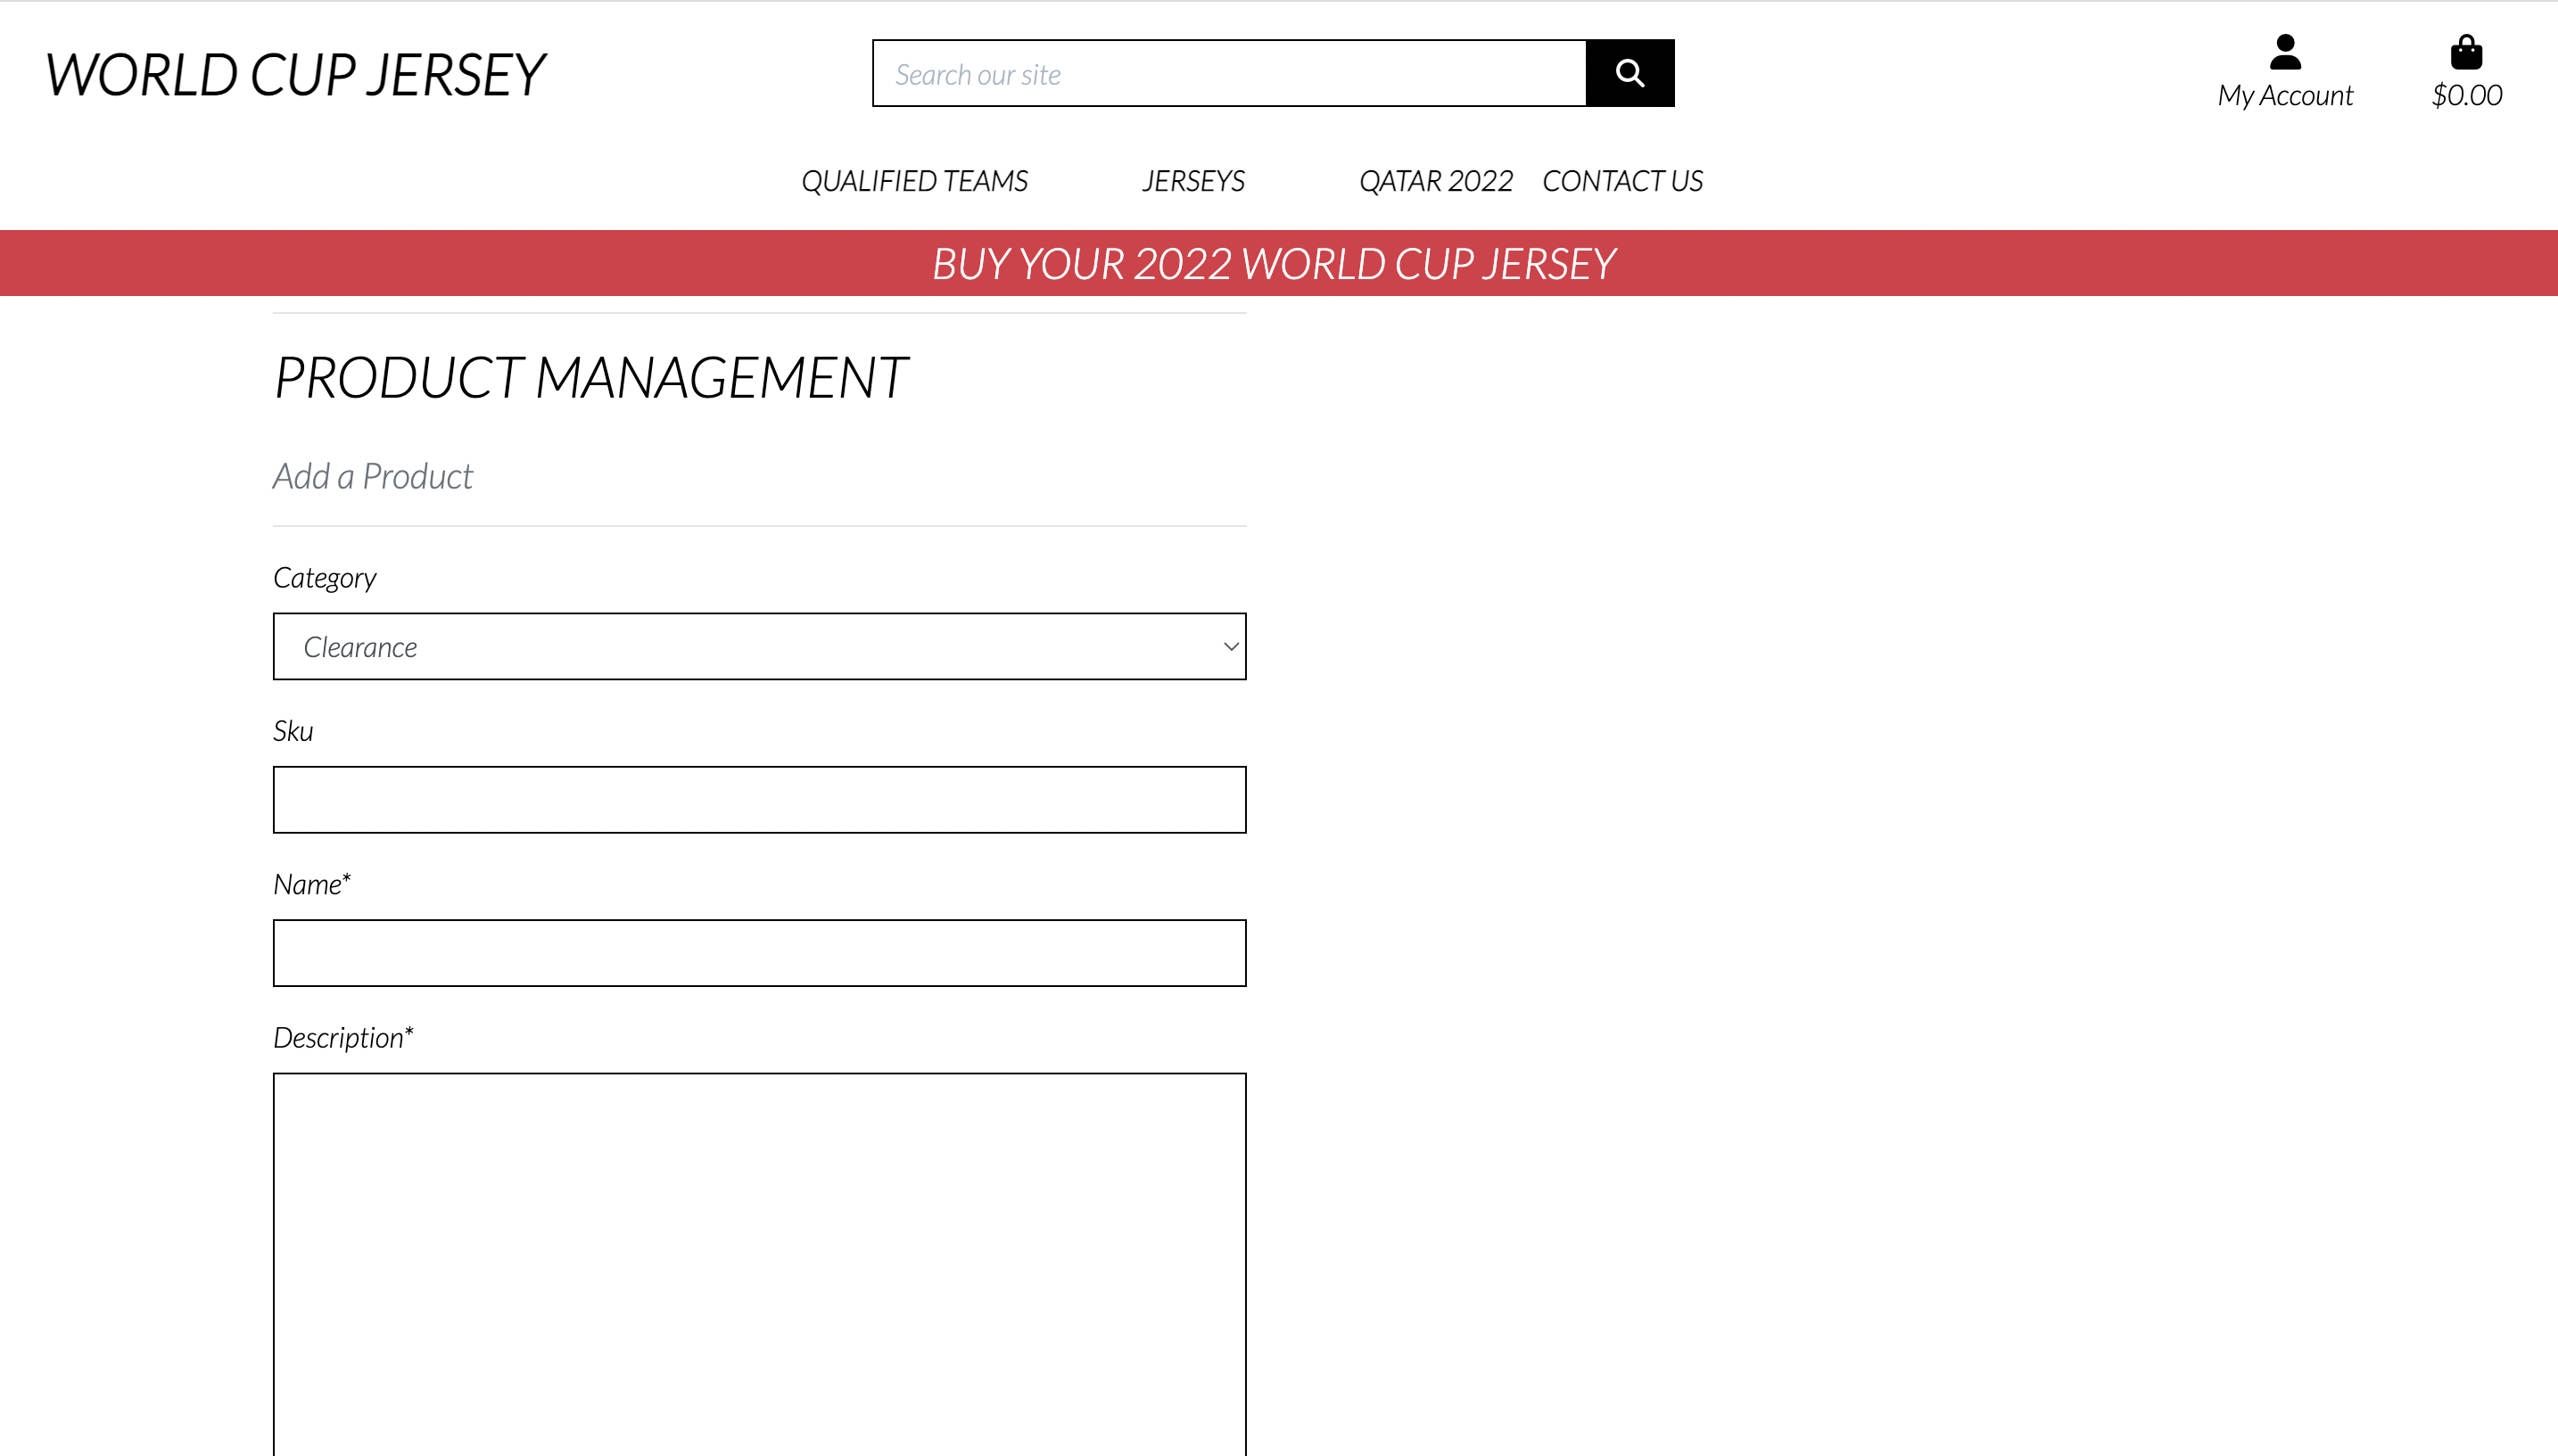 WORLD CUP JERSEY
Search our site
My Account
$0.00
QUALIFIED TEAMS
JERSEYS
QATAR 2022
CONTACT US
BUY YOUR 2022 WORLD CUP JERSEY
PRODUCT MANAGEMENT
Add a Product
Category
Clearance
Sku
Name*
Description*